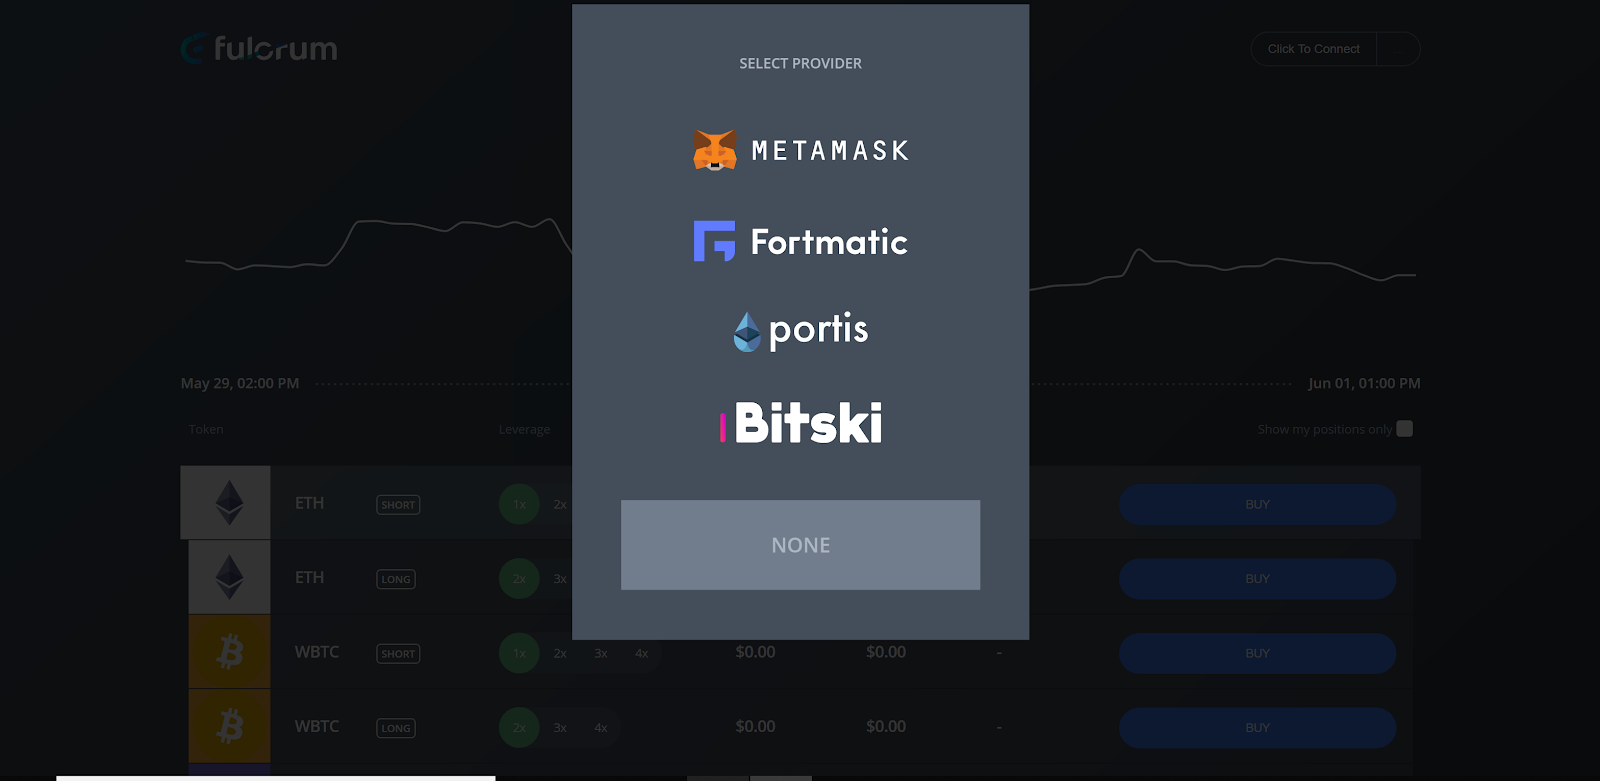 fulcrum
Click To Connect
SELECT PROVIDER
METAMASK
Fortmatic
portis
Bitski
NONE
May 29, 02:00 PM
Jun 01, 01:00 PM
Token Leverage Show my positions only
ETH SHORT 1x 2x BUY
ETH LONG 2x 3x BUY
WBTC SHORT 1x 2x 3x 4x $0.00 $0.00 - BUY
WBTC LONG 2x 3x 4x $0.00 $0.00 - BUY